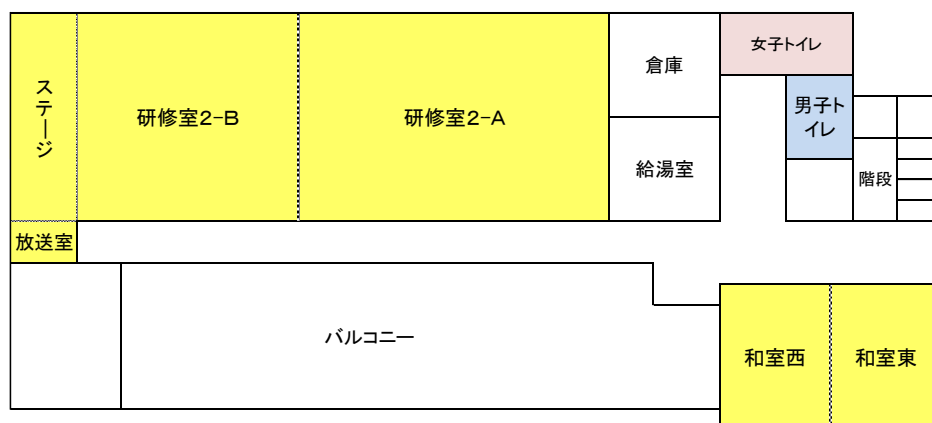 ステージ
研修室2-B
研修室2-A
倉庫
女子トイレ
男子ト
イレ
給湯室
階段
放送室
バルコニー
和室西
和室東